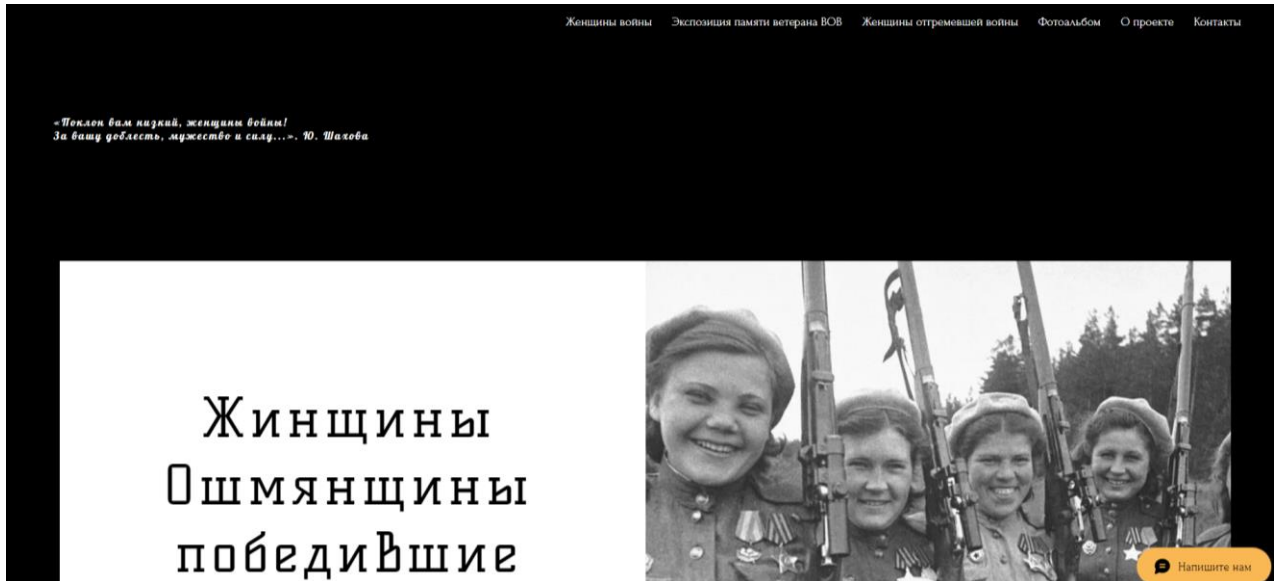 Женщины войны Экспозиция памяти ветерана ВОВ Женщины отгремевшей войны Фотоальбом О проекте Контакты
«Поклон вам низкий, женщины войны!
За вашу доблесть, мужество и силу...». Ю. Шахова
Жинщины
Ошмянщины
победившие
Напишите нам